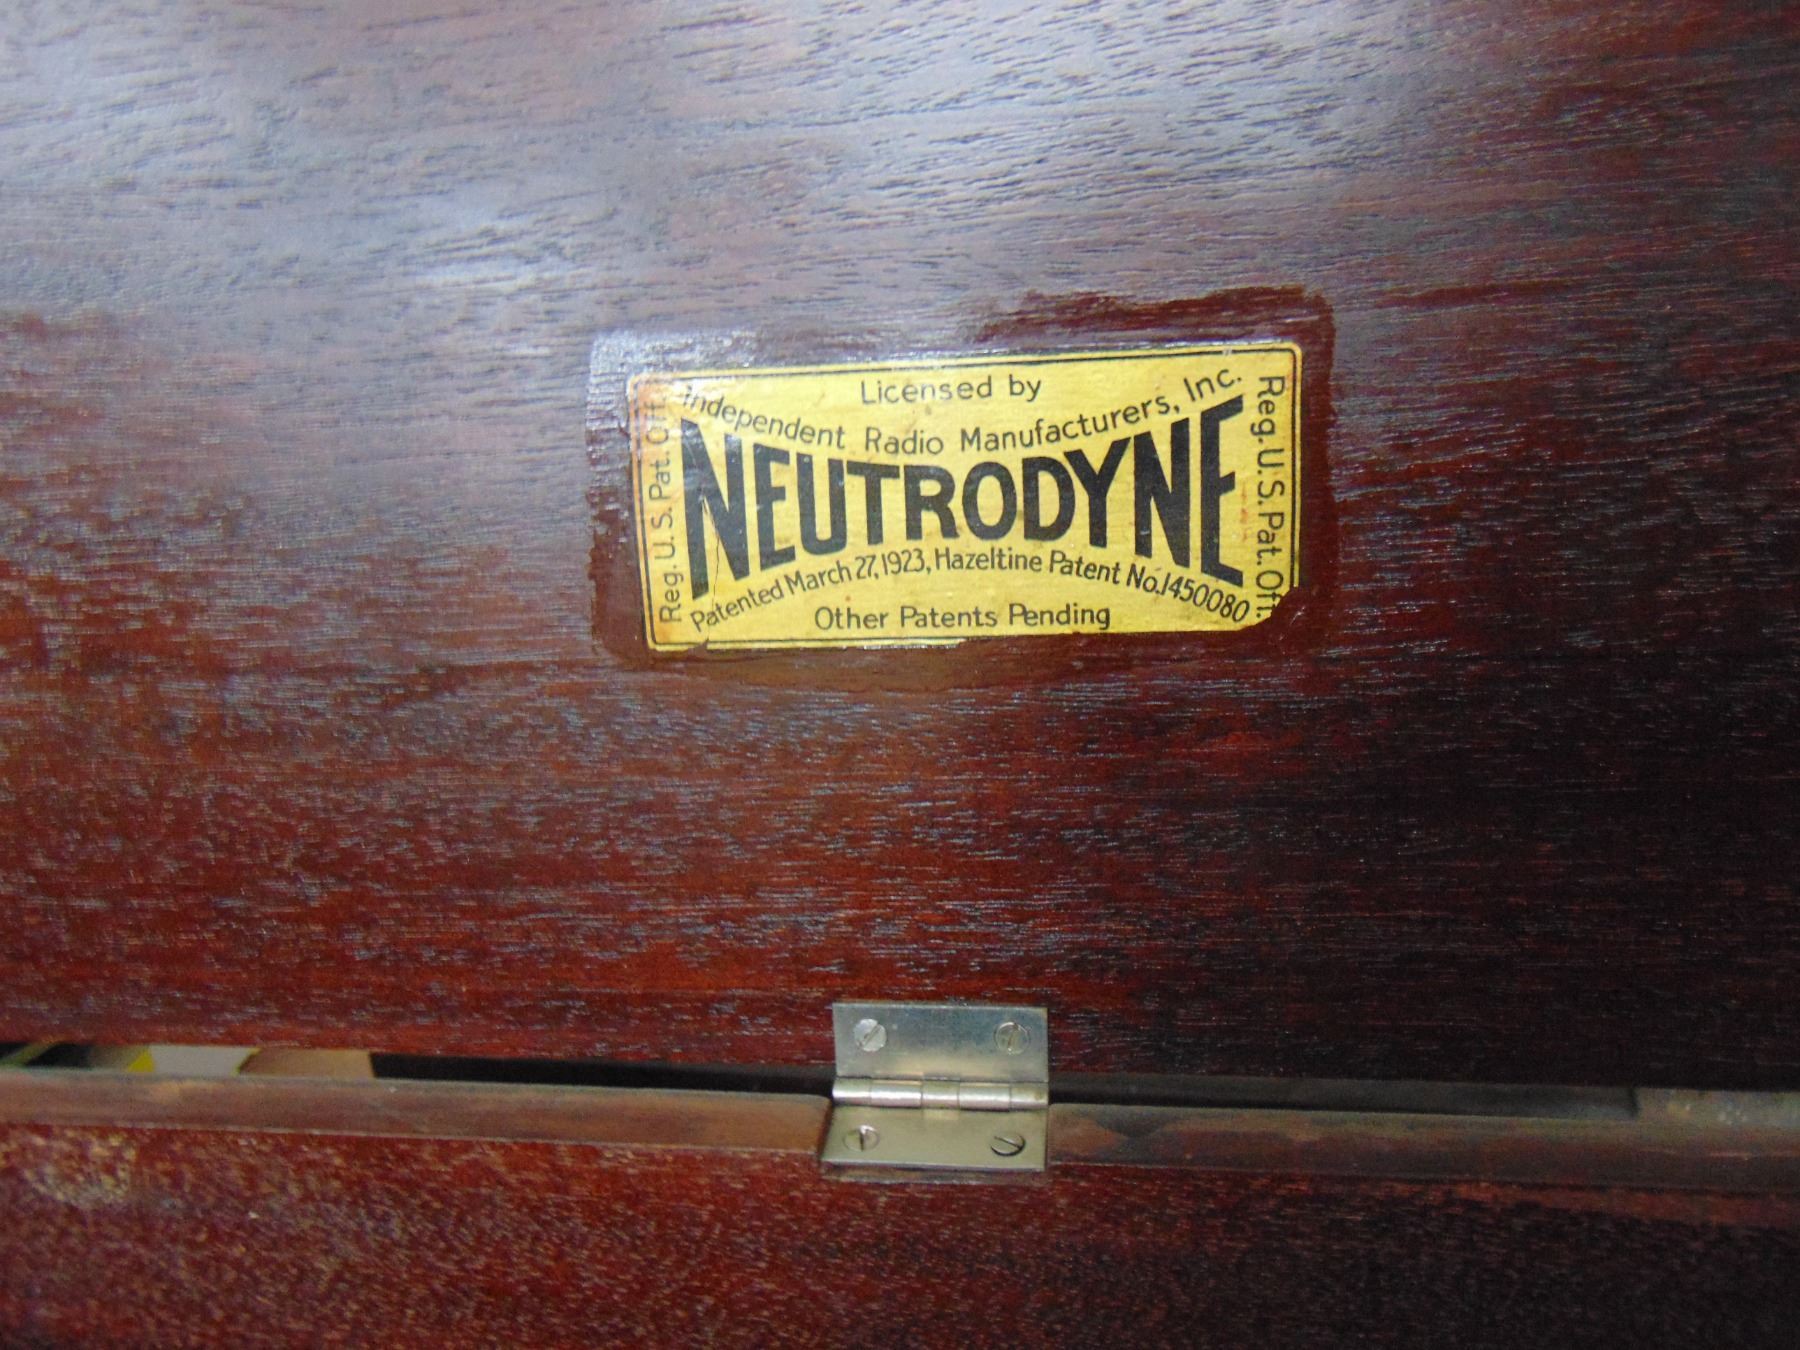 Licensed by
Independent Radio Manufacturers, Inc.
NEUTRODYNE
Patented March 27, 1923, Hazeltine Patent No. 1450080
Other Patents Pending
Reg. U.S. Pat. Off.
Reg. U.S. Pat. Off.